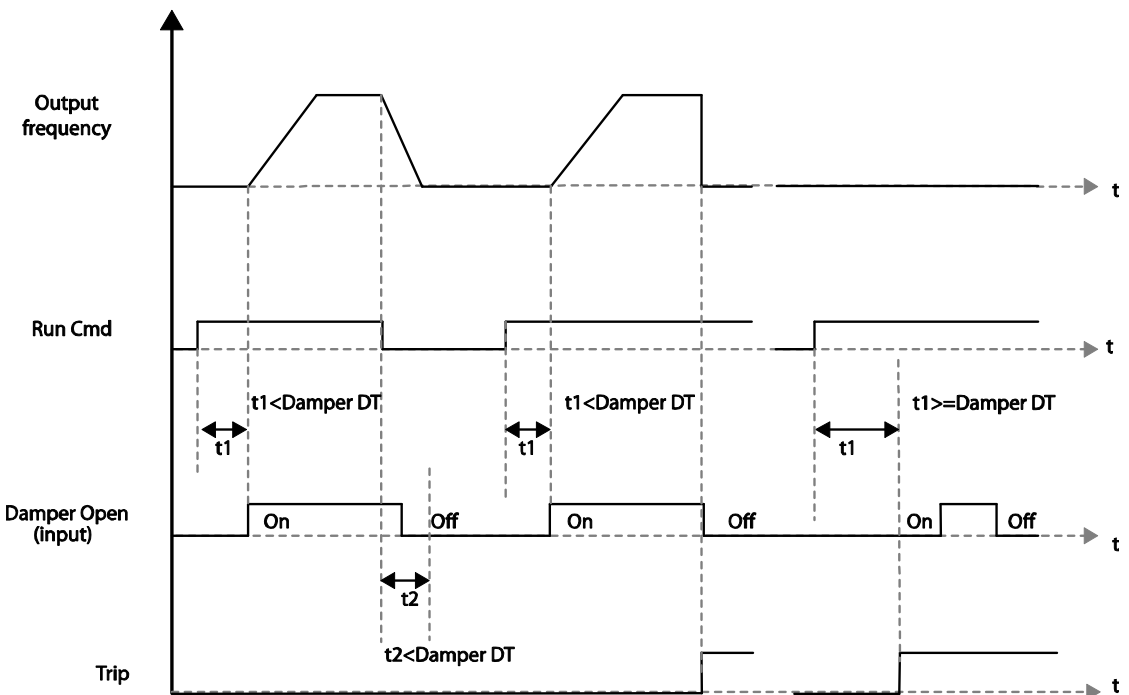 Output
frequency
t
Run Cmd
t
t1<Damper DT
t1<Damper DT
t1>=Damper DT
t1
t1
t1
Damper Open
(input)
On
Off
On
Off
On
Off
t
t2
t2<Damper DT
Trip
t